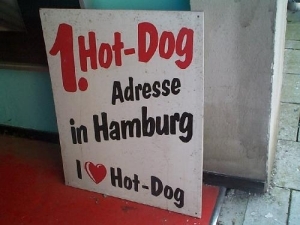 1. Hot-Dog
Adresse
in Hamburg
I ❤ Hot-Dog